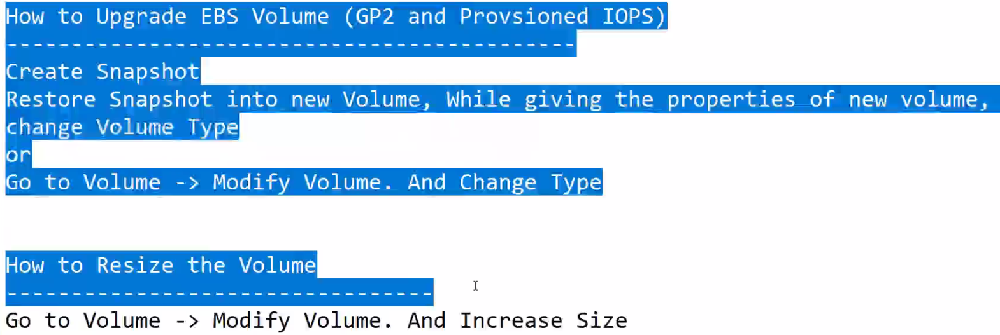 How to Upgrade EBS Volume (GP2 and Provsioned IOPS)
--------------------------------------------
Create Snapshot
Restore Snapshot into new Volume, While giving the properties of new volume,
change Volume Type
or
Go to Volume -> Modify Volume. And Change Type
How to Resize the Volume
---------------------------------
Go to Volume -> Modify Volume. And Increase Size